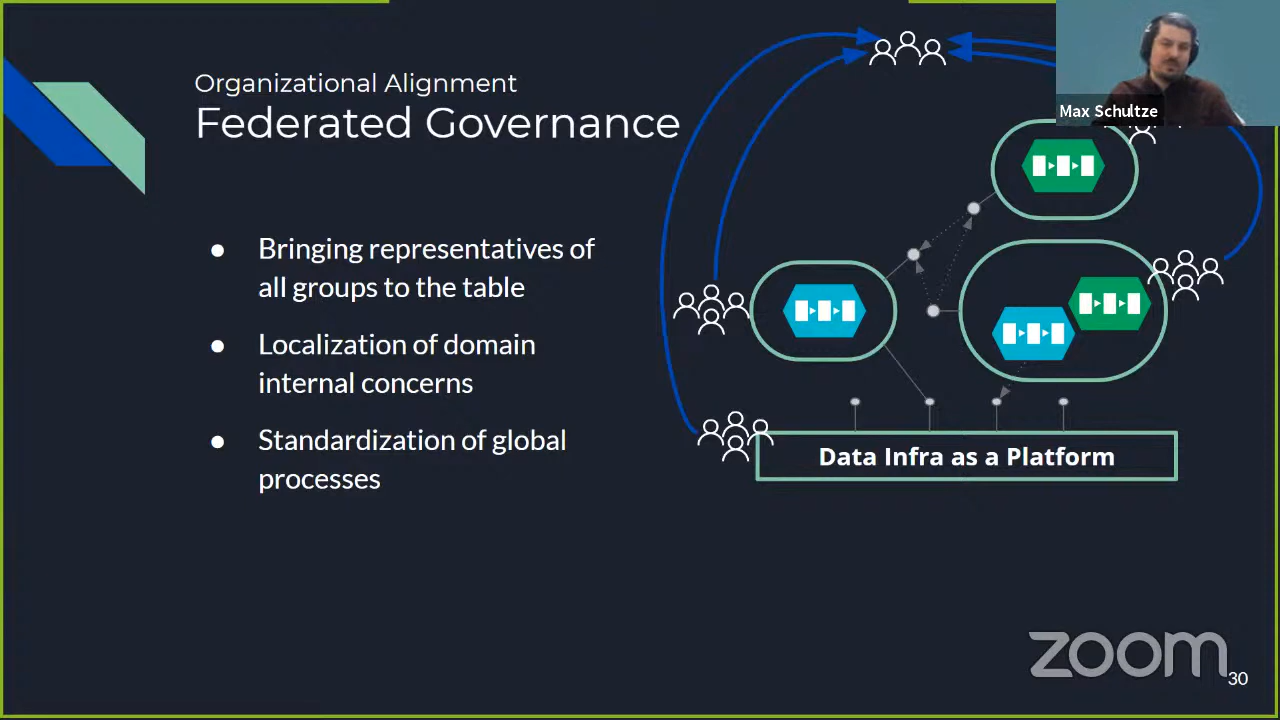 Organizational Alignment
Federated Governance
● Bringing representatives of
all groups to the table
● Localization of domain
internal concerns
● Standardization of global
processes
Max Schultze
Data Infra as a Platform
zoom
30